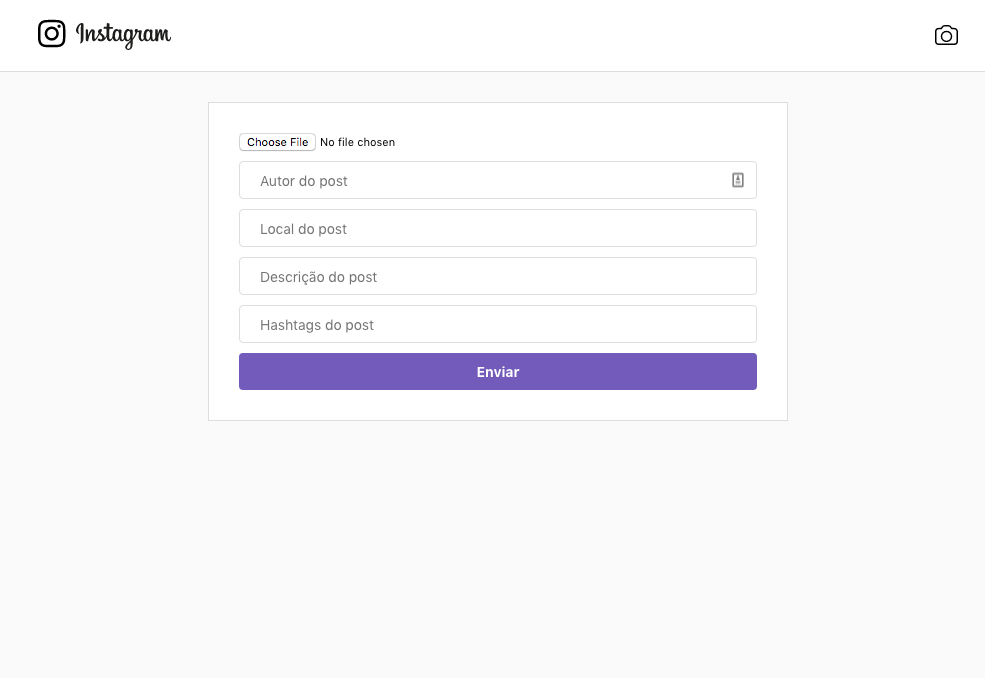 Instagram
Choose File No file chosen
Autor do post
Local do post
Descrição do post
Hashtags do post
Enviar